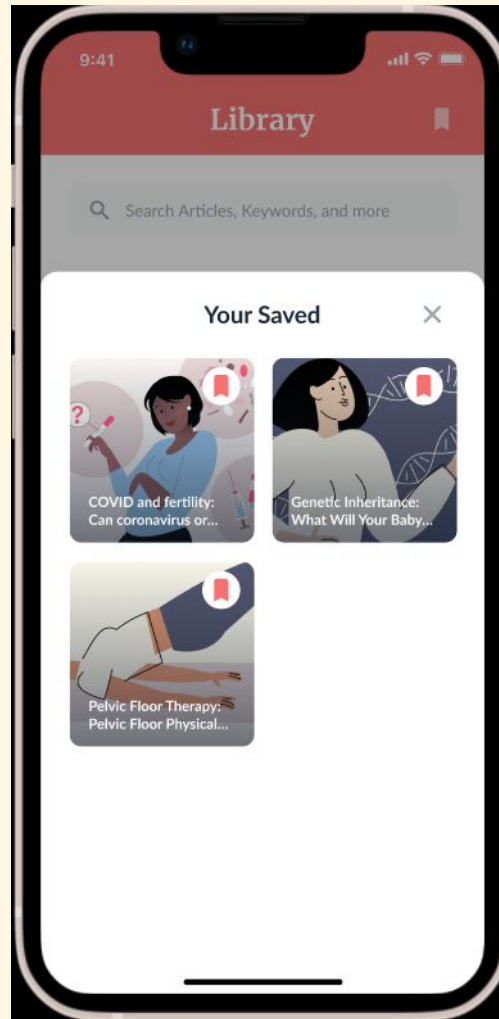 9:41
Library
Search Articles, Keywords, and more
Your Saved
?
COVID and fertility:
Can coronavirus or...
Genetic Inheritance:
What Will Your Baby...
Pelvic Floor Therapy:
Pelvic Floor Physical...